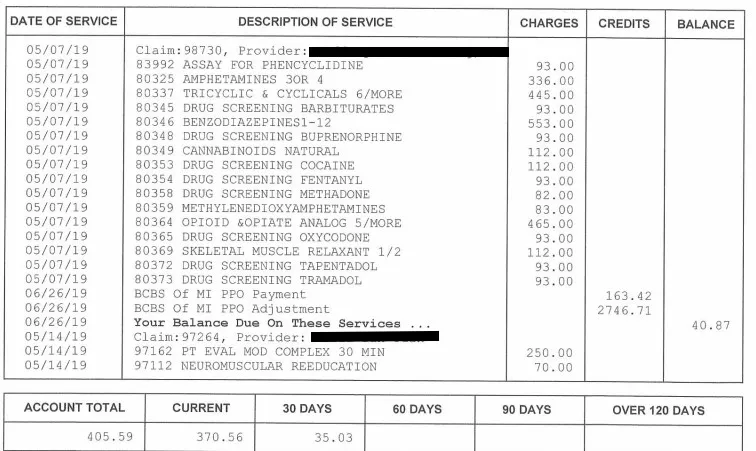 DATE OF SERVICE DESCRIPTION OF SERVICE CHARGES CREDITS BALANCE
05/07/19 Claim:98730, Provider:
05/07/19 83992 ASSAY FOR PHENCYCLIDINE 93.00
05/07/19 80325 AMPHETAMINES 3OR 4 336.00
05/07/19 80337 TRICYCLIC & CYCLICALS 6/MORE 445.00
05/07/19 80345 DRUG SCREENING BARBITURATES 93.00
05/07/19 80346 BENZODIAZEPINES1-12 553.00
05/07/19 80348 DRUG SCREENING BUPRENORPHINE 93.00
05/07/19 80349 CANNABINOIDS NATURAL 112.00
05/07/19 80353 DRUG SCREENING COCAINE 112.00
05/07/19 80354 DRUG SCREENING FENTANYL 93.00
05/07/19 80358 DRUG SCREENING METHADONE 82.00
05/07/19 80359 METHYLENEDIOXYAMPHETAMINES 83.00
05/07/19 80364 OPIOID &OPIATE ANALOG 5/MORE 465.00
05/07/19 80365 DRUG SCREENING OXYCODONE 93.00
05/07/19 80369 SKELETAL MUSCLE RELAXANT 1/2 112.00
05/07/19 80372 DRUG SCREENING TAPENTADOL 93.00
05/07/19 80373 DRUG SCREENING TRAMADOL 93.00
06/26/19 BCBS Of MI PPO Payment 163.42
06/26/19 BCBS Of MI PPO Adjustment 2746.71
06/26/19 Your Balance Due On These Services ... 40.87
05/14/19 Claim:97264, Provider:
05/14/19 97162 PT EVAL MOD COMPLEX 30 MIN 250.00
05/14/19 97112 NEUROMUSCULAR REEDUCATION 70.00
ACCOUNT TOTAL CURRENT 30 DAYS 60 DAYS 90 DAYS OVER 120 DAYS
405.59 370.56 35.03